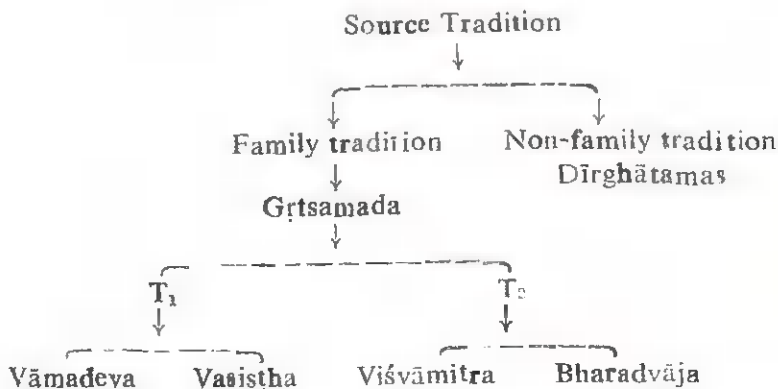 Source Tradition
Family tradition Non-family tradition
Dīrghātamas
Gṛtsamada
T₁ T₂
Vāmadeva Vasiṣṭha Viśvāmitra Bharadvāja